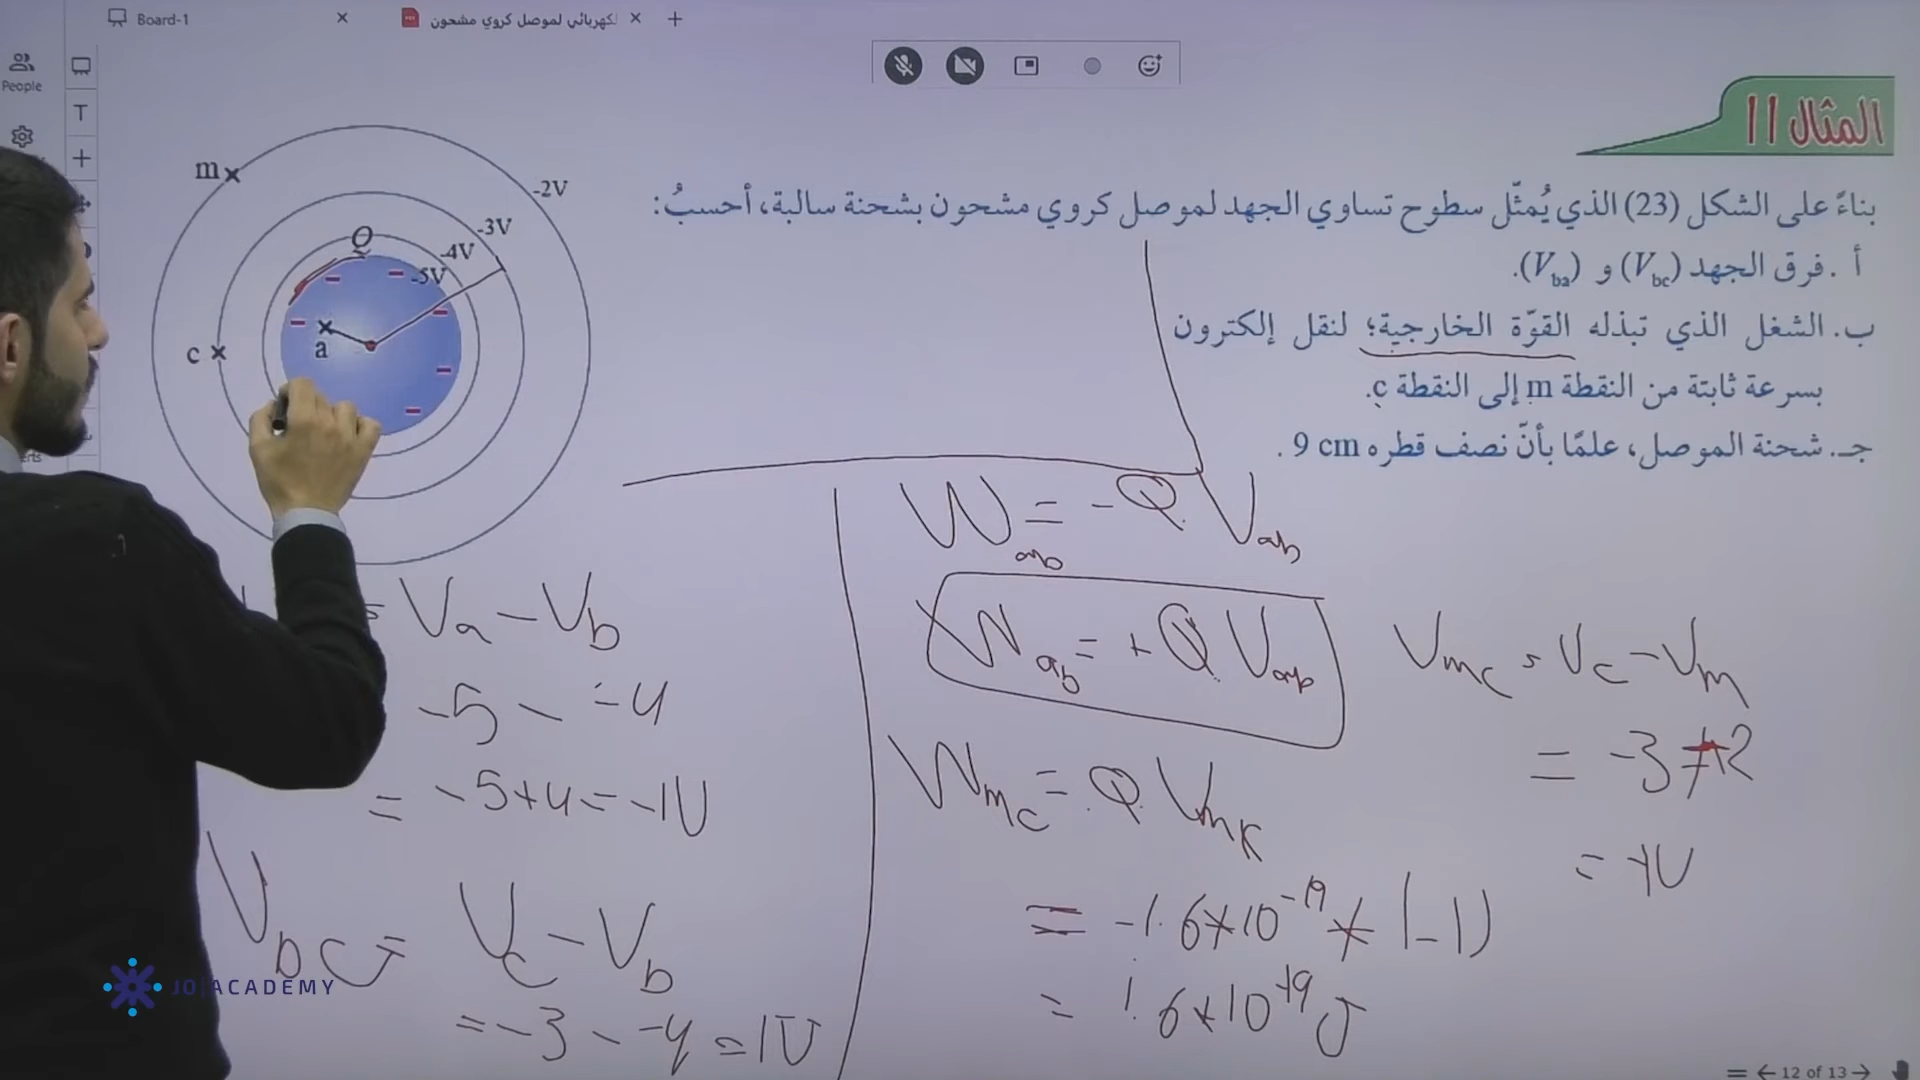 Board-1
لكهربائي لموصل كروي مشحون
People
T
المثال 11
بناءً على الشكل (23) الذي يُمثّل سطوح تساوي الجهد لموصل كروي مشحون بشحنة سالبة، أحسبُ:
أ . فرق الجهد (Vbc) و (Vba).
ب. الشغل الذي تبذله القوّة الخارجية؛ لنقل إلكترون
بسرعة ثابتة من النقطة m إلى النقطة c.
جـ. شحنة الموصل، علمًا بأنّ نصف قطره 9 cm .
m
-2V
-3V
Q
-4V
-5V
a
c
= Va - Vb
-5 - -4
= -5+4 = -1V
Vbc = Vc - Vb
= -3 - -4 = 1V
Wab = -Q Vab
Wab = +Q Vab
Wmc = Q Vmc
= -1.6×10-19 × (-1)
= 1.6×10-19 J
Vmc = Vc - Vm
= -3 + 2
= -1V
JO ACADEMY
12 of 13